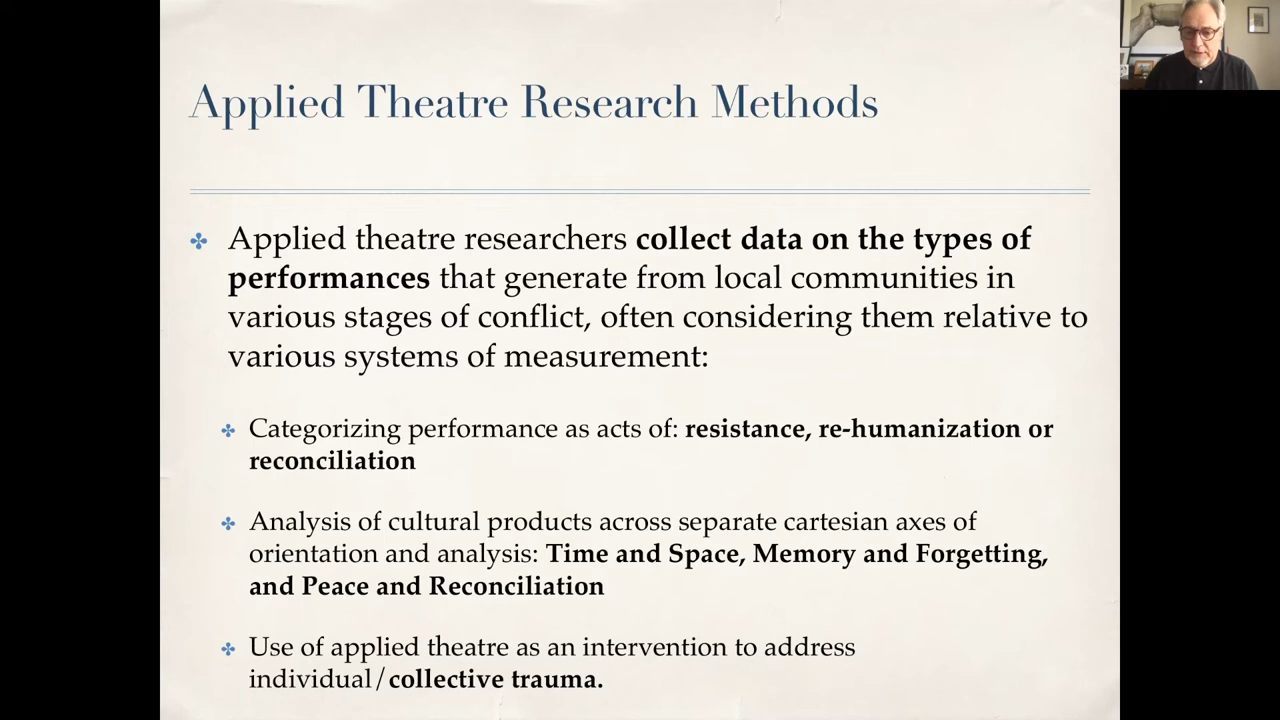 Applied Theatre Research Methods
Applied theatre researchers collect data on the types of
performances that generate from local communities in
various stages of conflict, often considering them relative to
various systems of measurement:
Categorizing performance as acts of: resistance, re-humanization or
reconciliation
Analysis of cultural products across separate cartesian axes of
orientation and analysis: Time and Space, Memory and Forgetting,
and Peace and Reconciliation
Use of applied theatre as an intervention to address
individual/collective trauma.